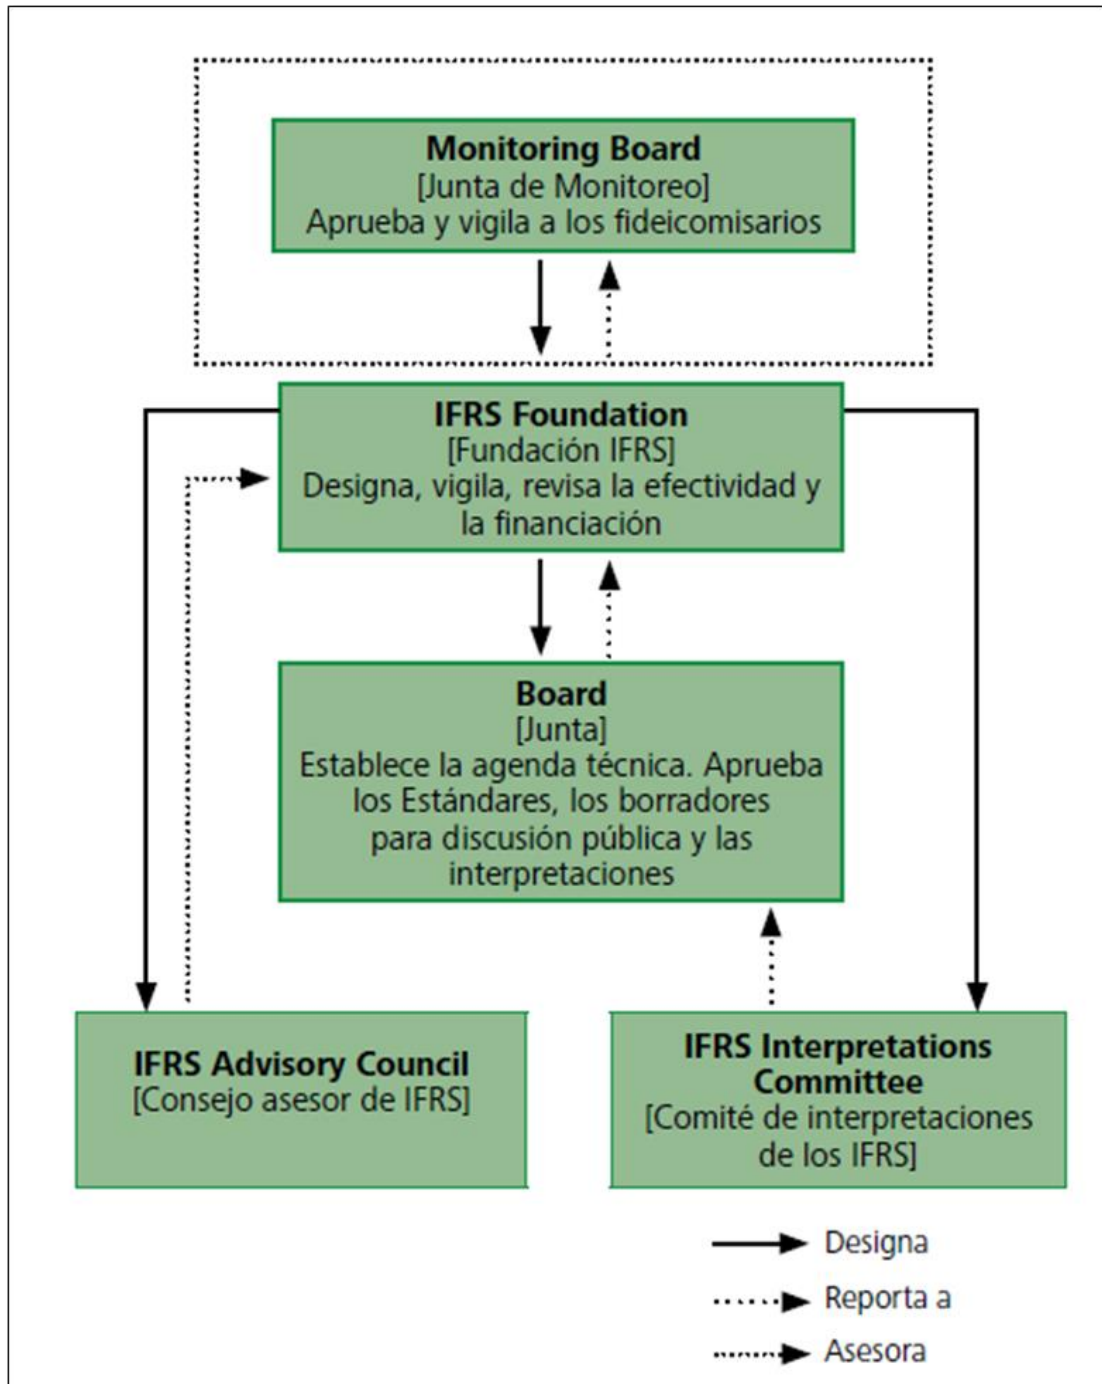 Monitoring Board
[Junta de Monitoreo]
Aprueba y vigila a los fideicomisarios
IFRS Foundation
[Fundación IFRS]
Designa, vigila, revisa la efectividad y
la financiación
Board
[Junta]
Establece la agenda técnica. Aprueba
los Estándares, los borradores
para discusión pública y las
interpretaciones
IFRS Advisory Council
[Consejo asesor de IFRS]
IFRS Interpretations
Committee
[Comité de interpretaciones
de los IFRS]
Designa
Reporta a
Asesora